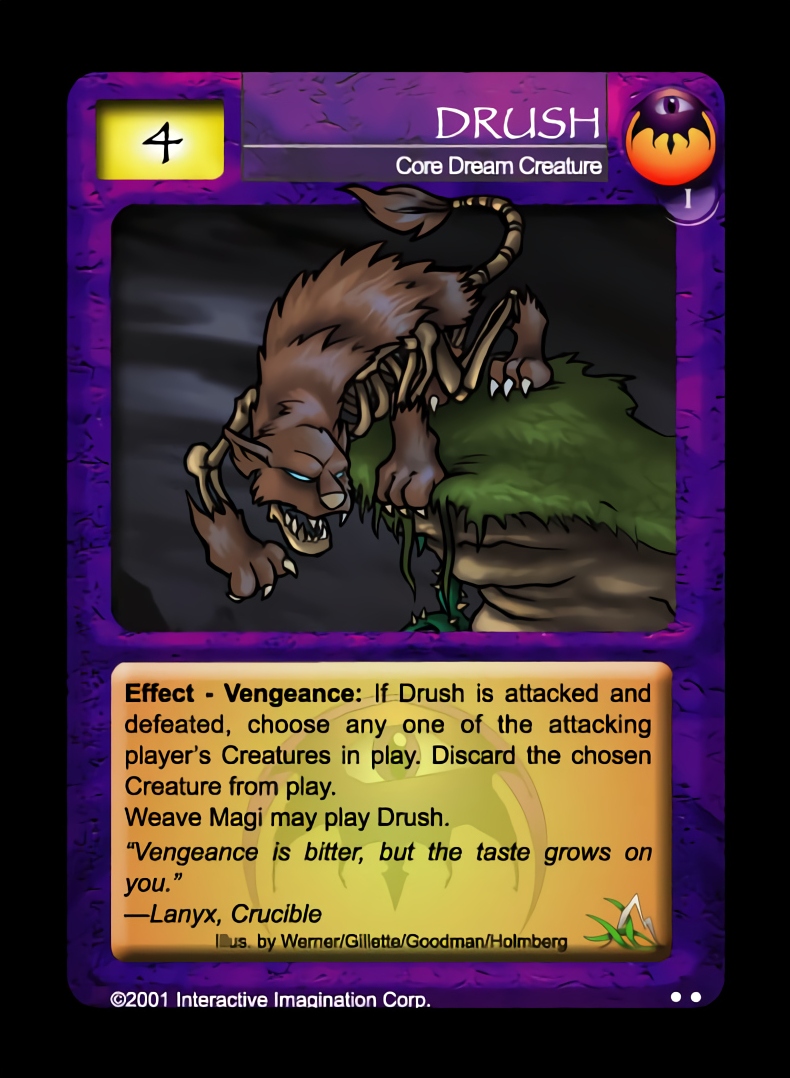 4
DRUSH
Core Dream Creature
I
Effect - Vengeance: If Drush is attacked and
defeated, choose any one of the attacking
player's Creatures in play. Discard the chosen
Creature from play.
Weave Magi may play Drush.
“Vengeance is bitter, but the taste grows on
you.”
—Lanyx, Crucible
Illus. by Werner/Gillette/Goodman/Holmberg
©2001 Interactive Imagination Corp.